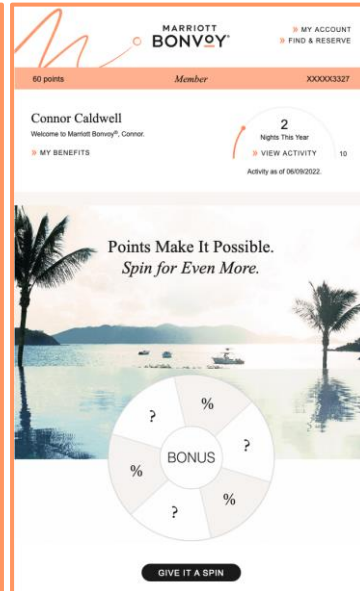 MARRIOTT
BONVOY®
» MY ACCOUNT
» FIND & RESERVE
60 points
Member
XXXXX3327
Connor Caldwell
Welcome to Marriott Bonvoy®, Connor.
» MY BENEFITS
2
Nights This Year
» VIEW ACTIVITY
10
Activity as of 06/09/2022.
Points Make It Possible.
Spin for Even More.
%
?
?
BONUS
%
%
?
GIVE IT A SPIN